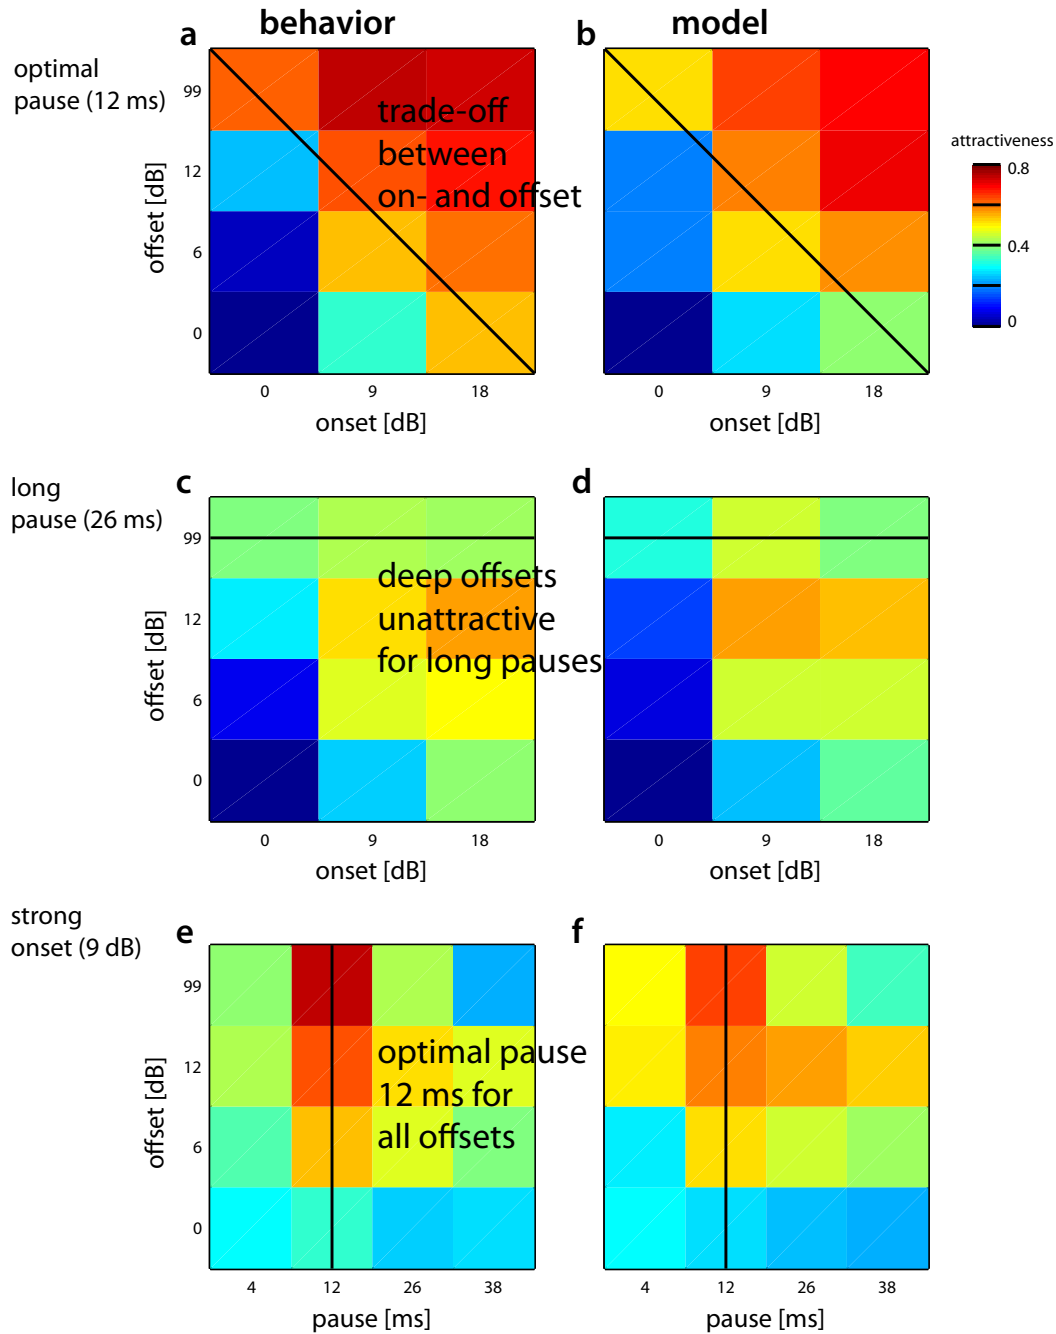 behavior
model
a
b
optimal
pause (12 ms)
99
12
6
0
offset [dB]
trade-off
between
on- and offset
0
9
18
onset [dB]
0
9
18
onset [dB]
attractiveness
0.8
0.4
0
c
d
long
pause (26 ms)
99
12
6
0
offset [dB]
deep offsets
unattractive
for long pauses
0
9
18
onset [dB]
0
9
18
onset [dB]
strong
onset (9 dB)
e
f
99
12
6
0
offset [dB]
optimal pause
12 ms for
all offsets
4
12
26
38
pause [ms]
4
12
26
38
pause [ms]